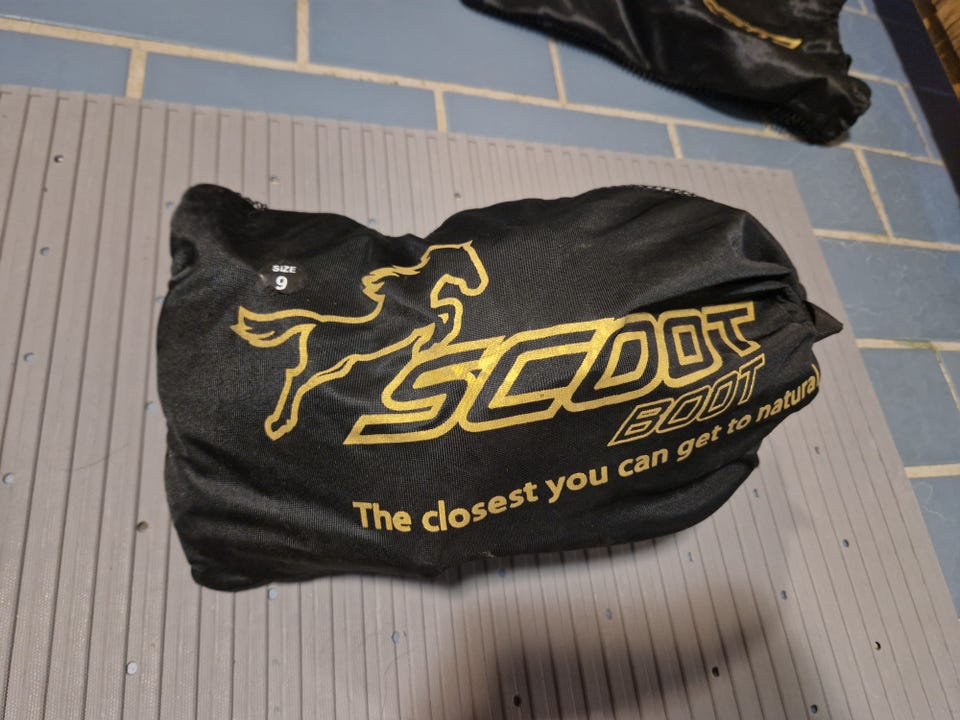 SIZE
9
SCOOT
BOOT
The closest you can get to natural